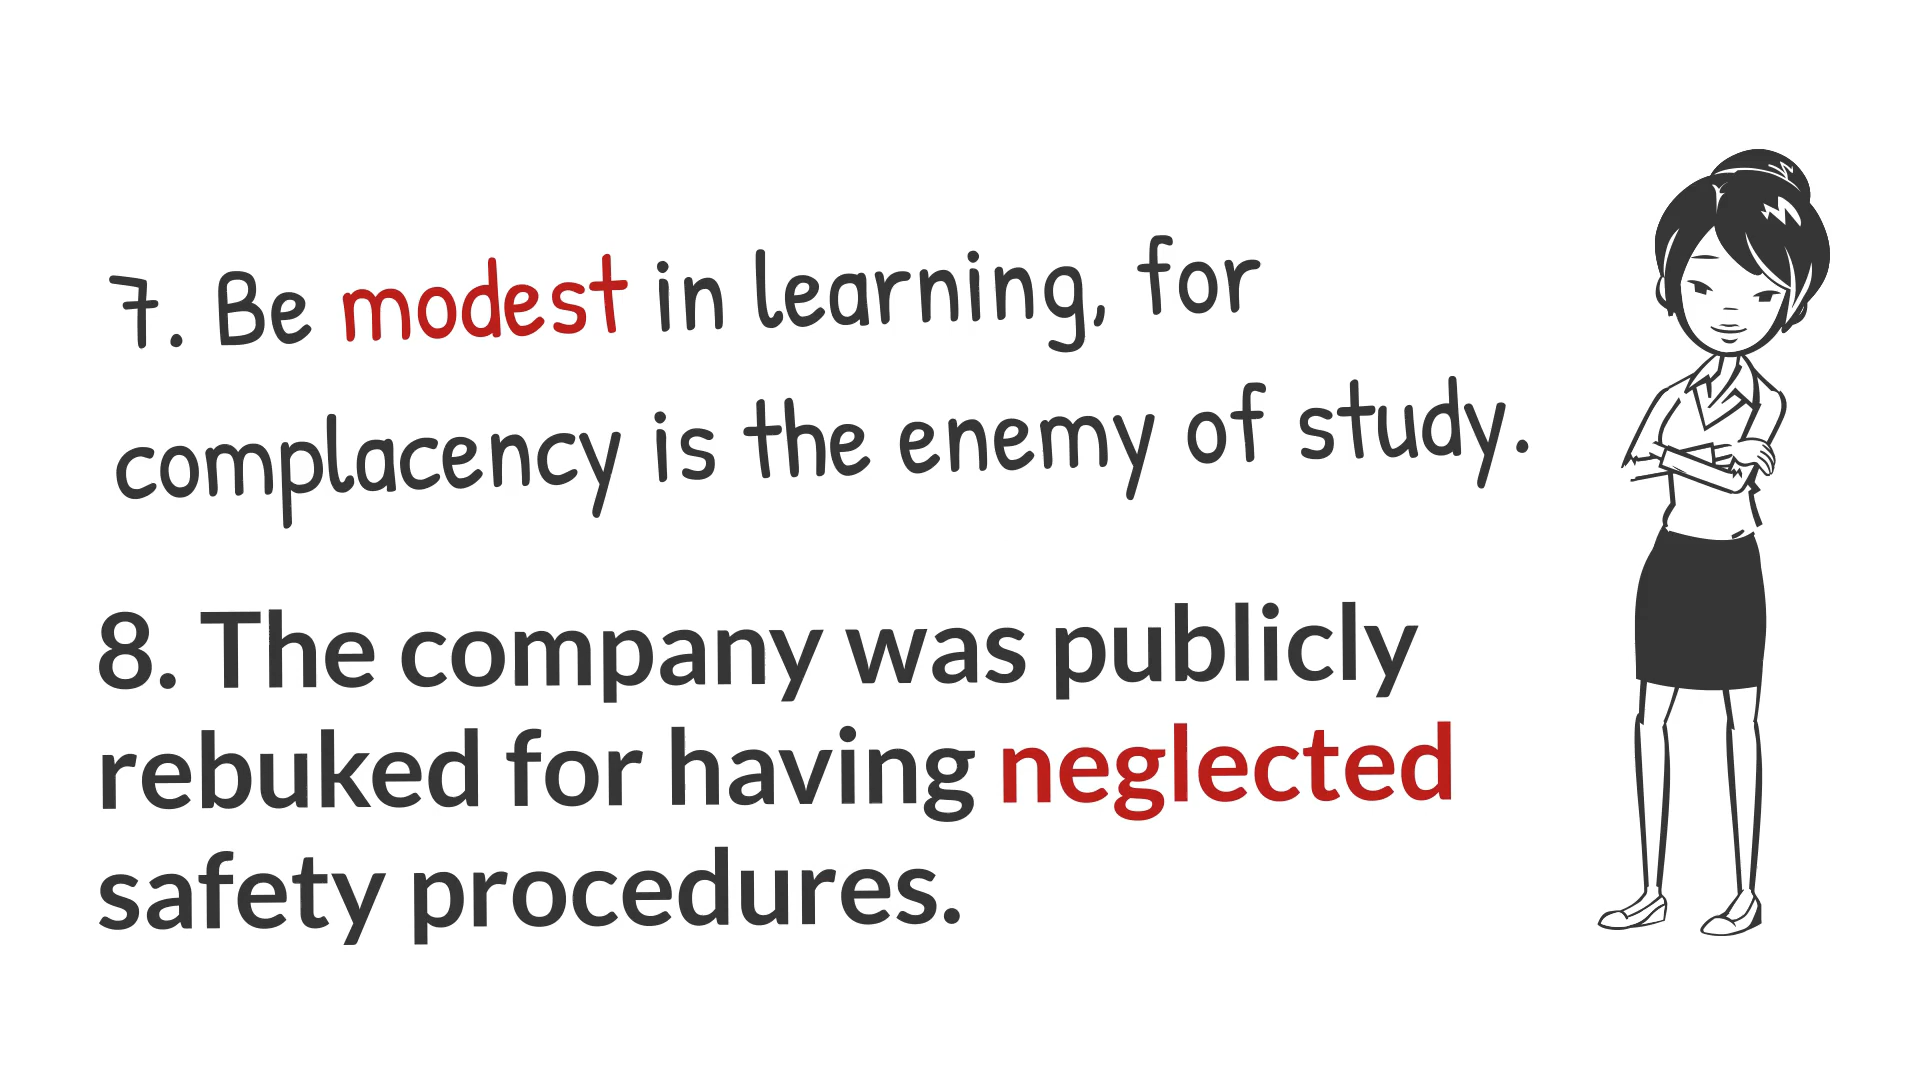 7. Be modest in learning, for
complacency is the enemy of study.
8. The company was publicly
rebuked for having neglected
safety procedures.